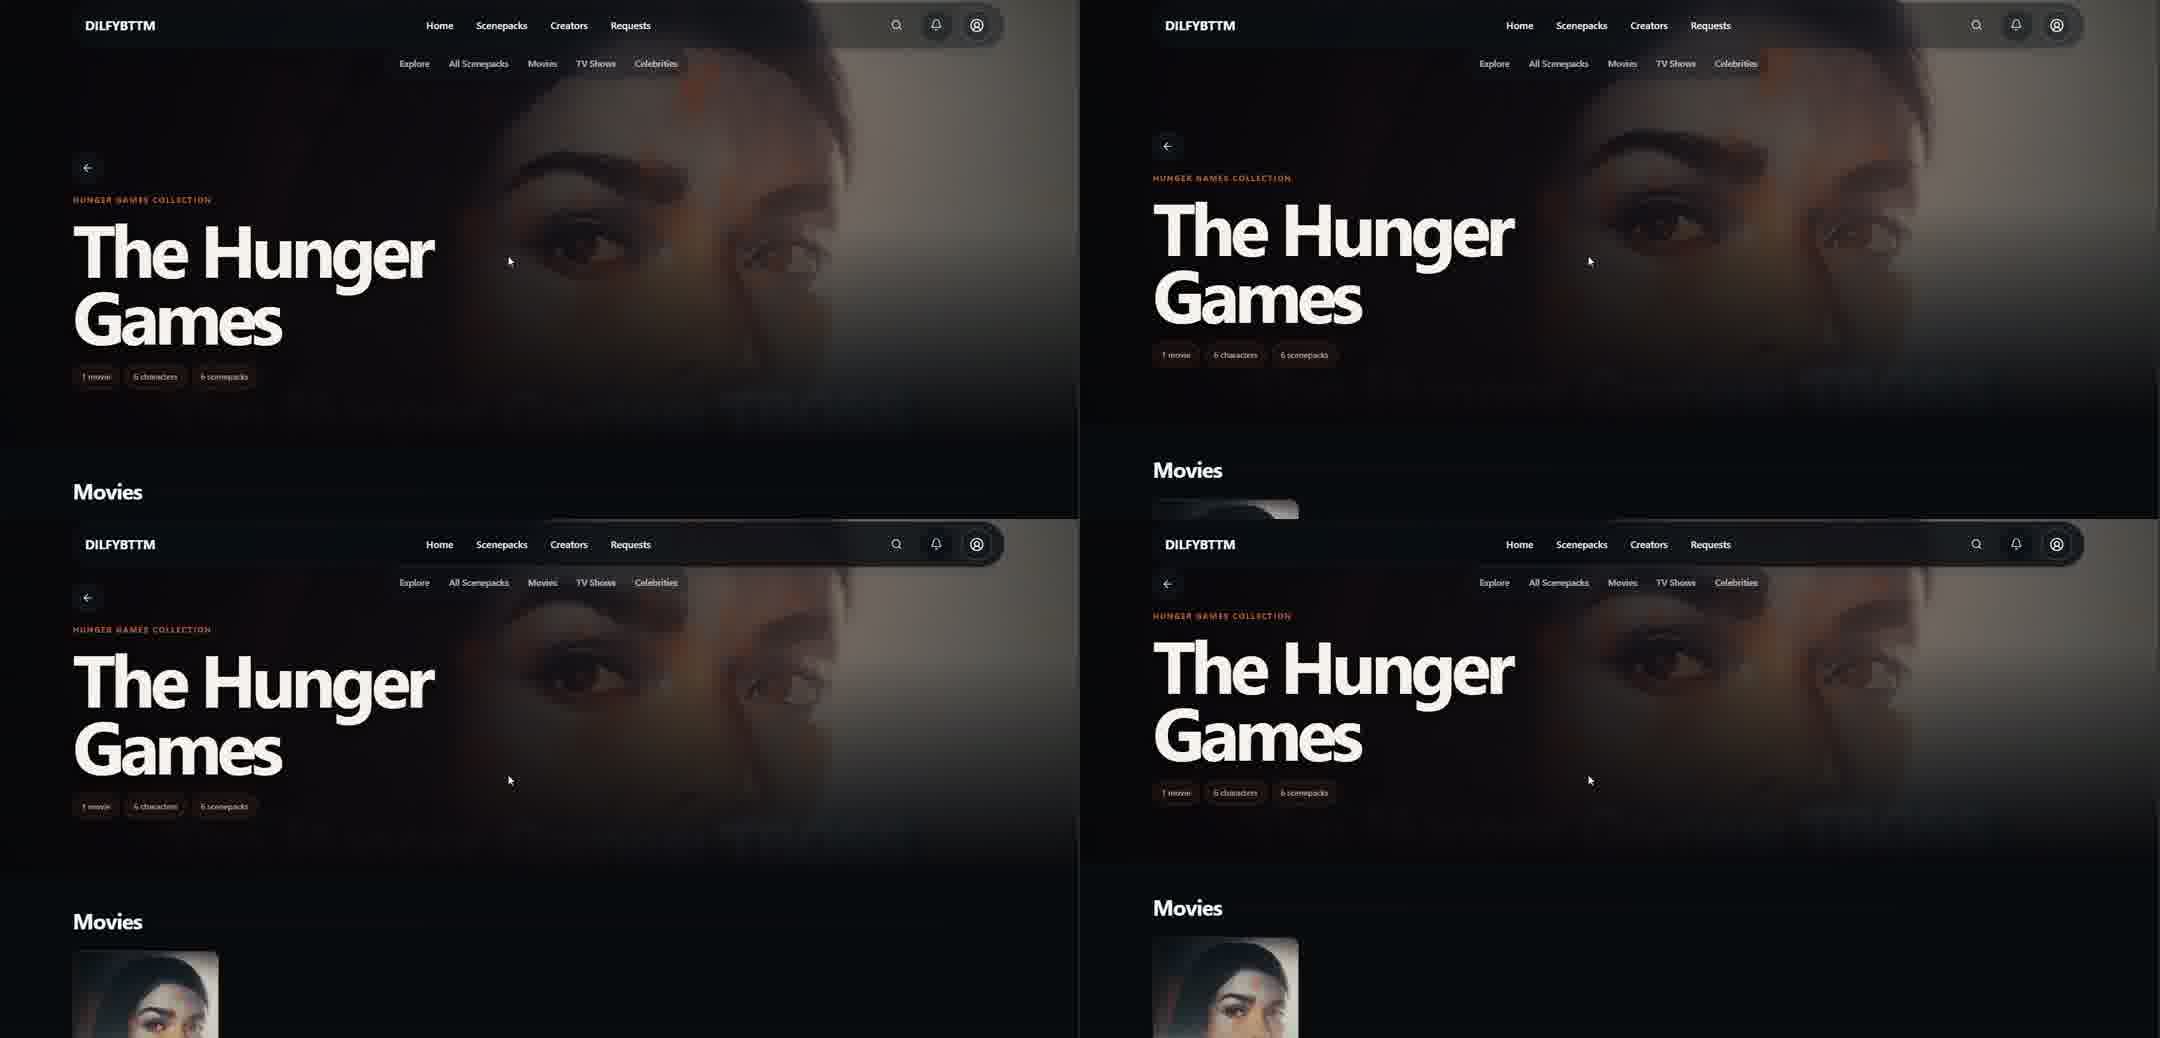 DILFYBTTM Home Scenepacks Creators Requests
Explore All Scenepacks Movies TV Shows Celebrities
HUNGER GAMES COLLECTION
The Hunger
Games
1 movie 6 characters 6 scenepacks
Movies
DILFYBTTM Home Scenepacks Creators Requests
Explore All Scenepacks Movies TV Shows Celebrities
HUNGER GAMES COLLECTION
The Hunger
Games
1 movie 6 characters 6 scenepacks
Movies
DILFYBTTM Home Scenepacks Creators Requests
Explore All Scenepacks Movies TV Shows Celebrities
HUNGER GAMES COLLECTION
The Hunger
Games
1 movie 6 characters 6 scenepacks
Movies
DILFYBTTM Home Scenepacks Creators Requests
Explore All Scenepacks Movies TV Shows Celebrities
HUNGER GAMES COLLECTION
The Hunger
Games
1 movie 6 characters 6 scenepacks
Movies